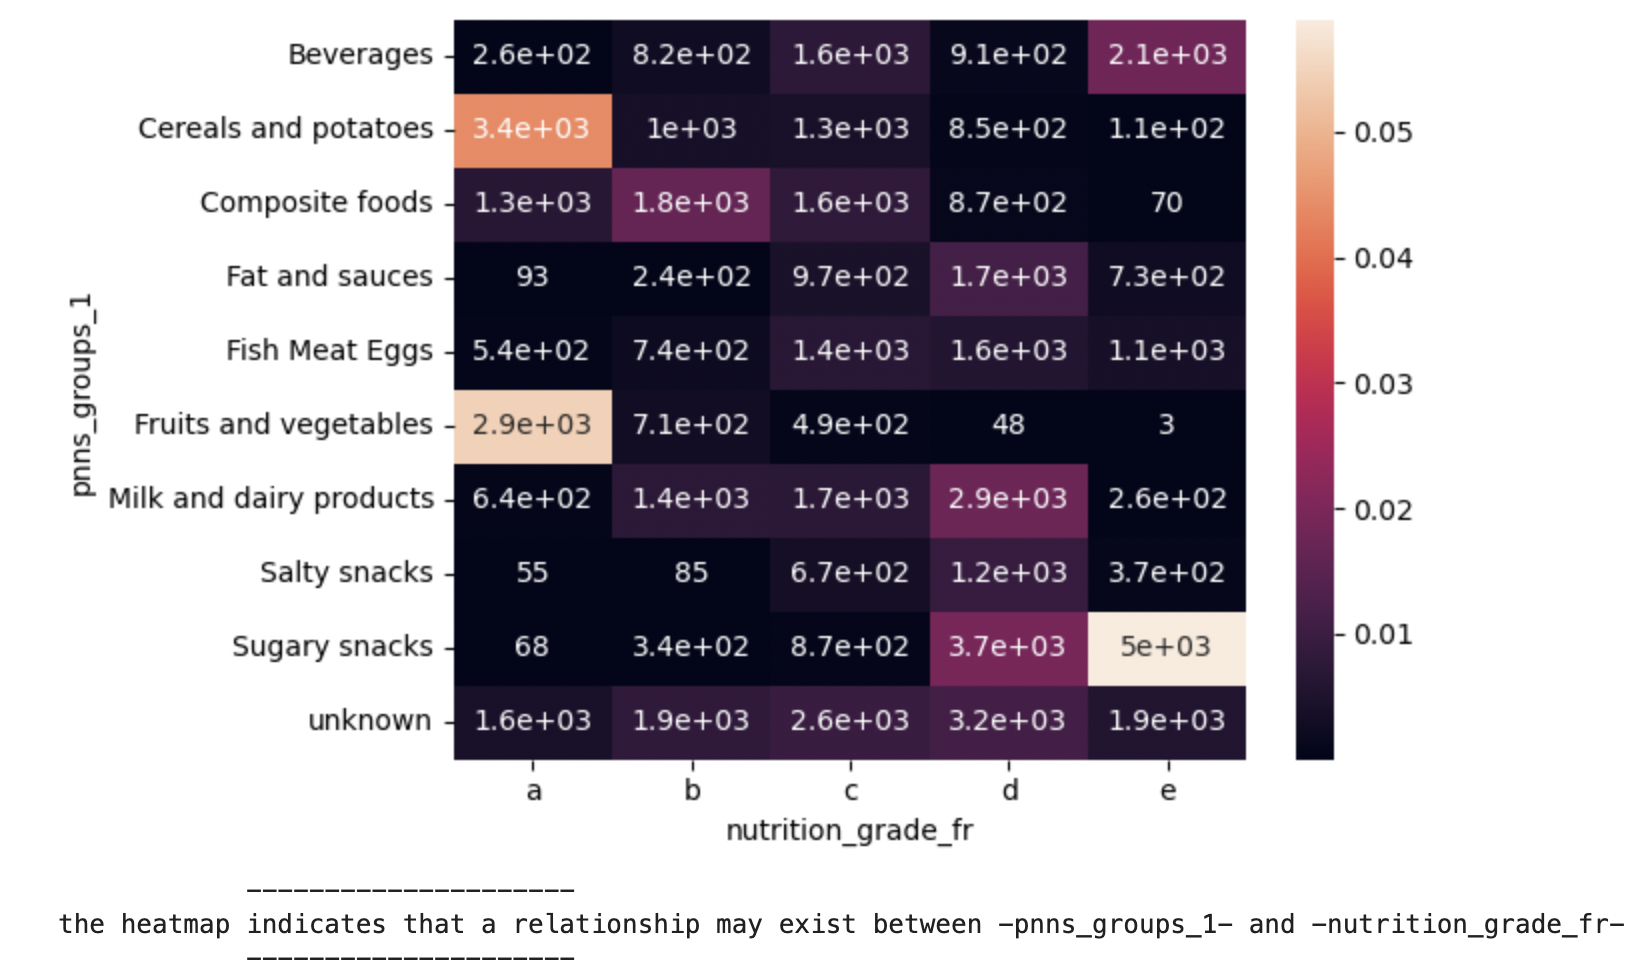 Beverages 2.6e+02 8.2e+02 1.6e+03 9.1e+02 2.1e+03
Cereals and potatoes 3.4e+03 1e+03 1.3e+03 8.5e+02 1.1e+02
Composite foods 1.3e+03 1.8e+03 1.6e+03 8.7e+02 70
Fat and sauces 93 2.4e+02 9.7e+02 1.7e+03 7.3e+02
Fish Meat Eggs 5.4e+02 7.4e+02 1.4e+03 1.6e+03 1.1e+03
Fruits and vegetables 2.9e+03 7.1e+02 4.9e+02 48 3
Milk and dairy products 6.4e+02 1.4e+03 1.7e+03 2.9e+03 2.6e+02
Salty snacks 55 85 6.7e+02 1.2e+03 3.7e+02
Sugary snacks 68 3.4e+02 8.7e+02 3.7e+03 5e+03
unknown 1.6e+03 1.9e+03 2.6e+03 3.2e+03 1.9e+03
pnns_groups_1
a b c d e
nutrition_grade_fr
0.05
0.04
0.03
0.02
0.01
---------------------
the heatmap indicates that a relationship may exist between -pnns_groups_1- and -nutrition_grade_fr-
---------------------